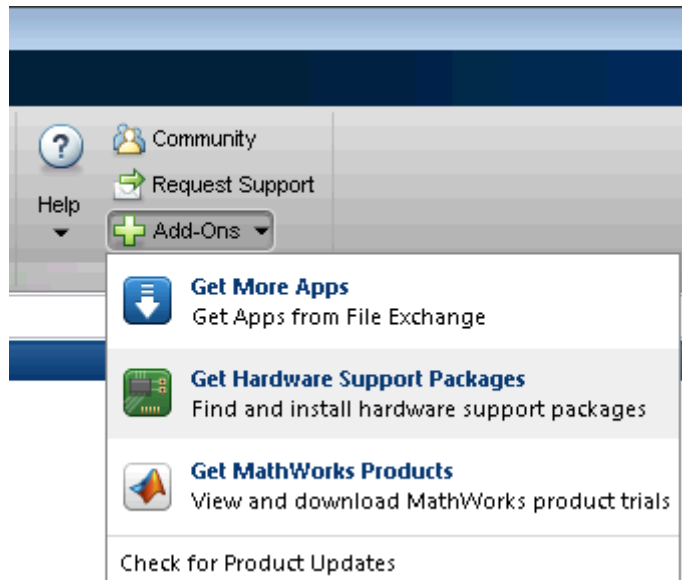 Community
Request Support
Help
Add-Ons
Get More Apps
Get Apps from File Exchange
Get Hardware Support Packages
Find and install hardware support packages
Get MathWorks Products
View and download MathWorks product trials
Check for Product Updates